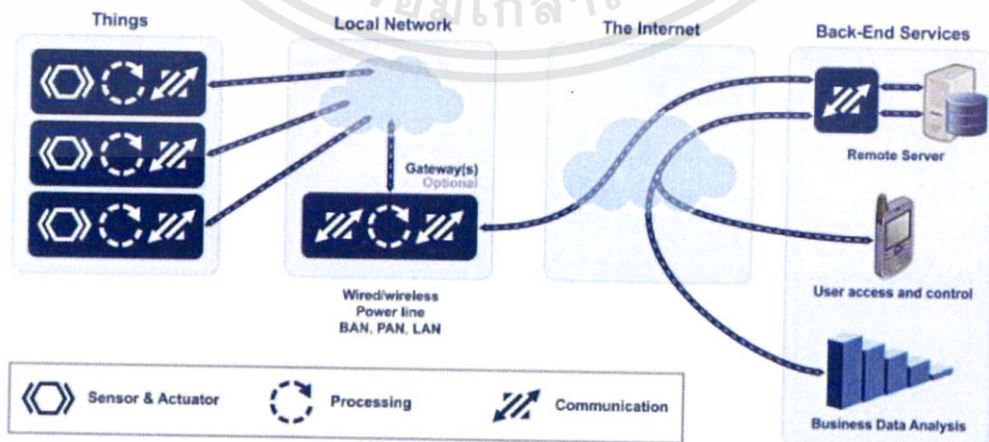 Things
Local Network
The Internet
Back-End Services
Gateway(s)
Optional
Remote Server
User access and control
Wired/wireless
Power line
BAN, PAN, LAN
Sensor & Actuator
Processing
Communication
Business Data Analysis